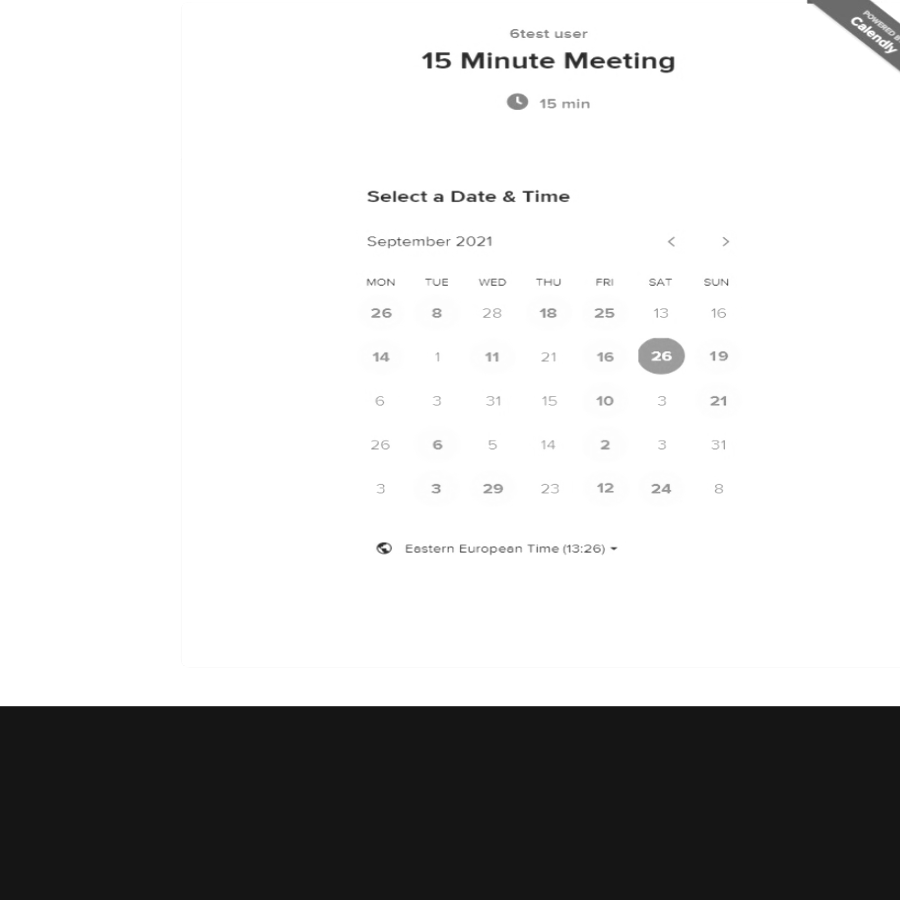 6test user
15 Minute Meeting
15 min
POWERED BY
Calendly
Select a Date & Time
September 2021
MON TUE WED THU FRI SAT SUN
26 8 28 18 25 13 16
14 1 11 21 16 26 19
6 3 31 15 10 3 21
26 6 5 14 2 3 31
3 3 29 23 12 24 8
Eastern European Time (13:26)